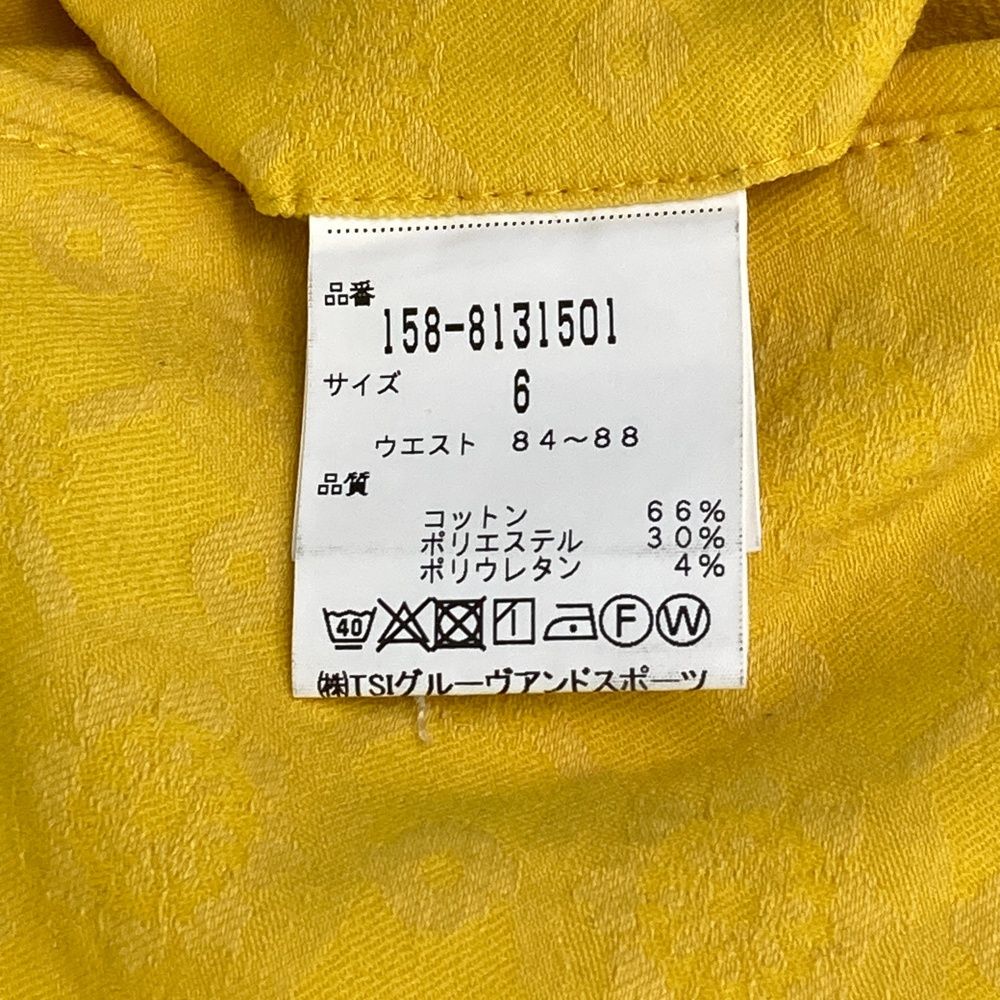 品番
158-8131501
サイズ 6
ウエスト 84～88
品質
コットン 66%
ポリエステル 30%
ポリウレタン 4%
40 F W
㈱TSIグルーヴアンドスポーツ